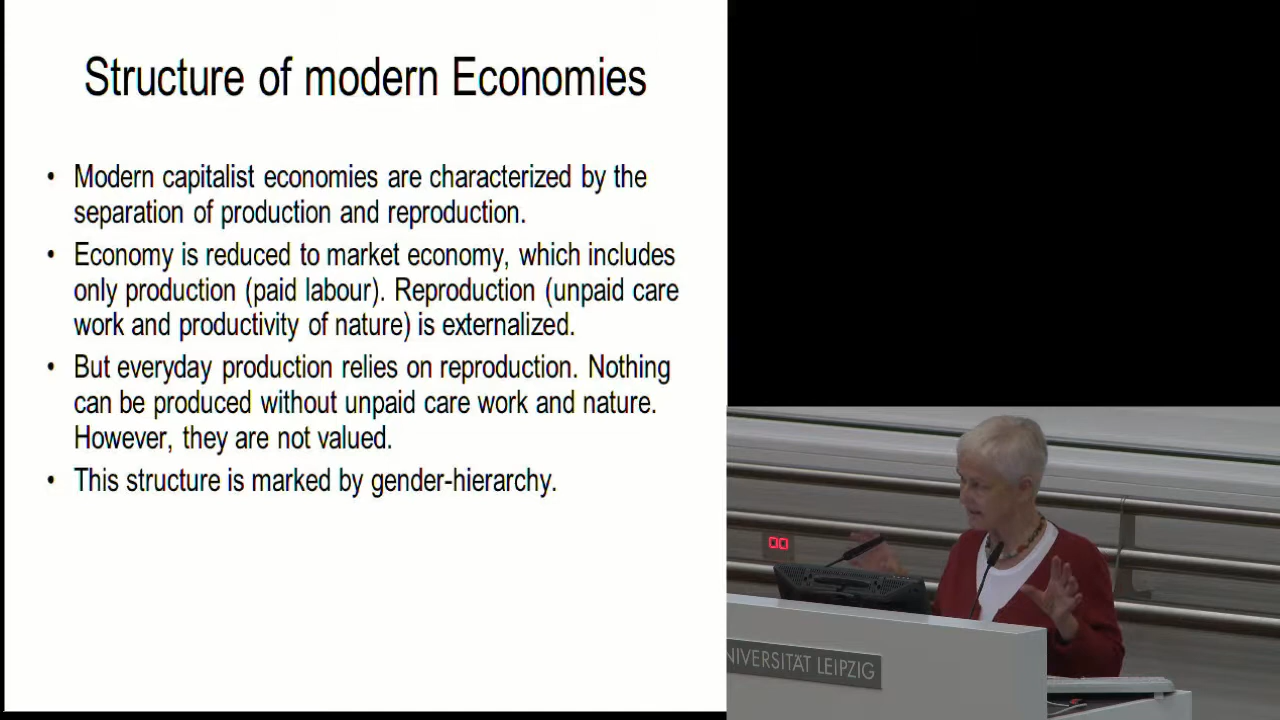 Structure of modern Economies
• Modern capitalist economies are characterized by the
separation of production and reproduction.
• Economy is reduced to market economy, which includes
only production (paid labour). Reproduction (unpaid care
work and productivity of nature) is externalized.
• But everyday production relies on reproduction. Nothing
can be produced without unpaid care work and nature.
However, they are not valued.
• This structure is marked by gender-hierarchy.
00
NIVERSITÄT LEIPZIG